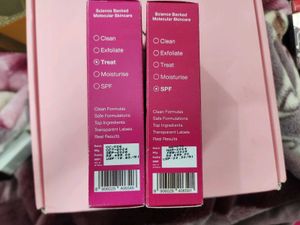 Science Backed
Molecular Skincare
Clean
Exfoliate
Treat
Moisturise
SPF
Clean Formulas
Safe Formulations
Top Ingredients
Transparent Labels
Real Results
Science Backed
Molecular Skincare
Clean
Exfoliate
Treat
Moisturise
SPF
Clean Formulas
Safe Formulations
Top Ingredients
Transparent Labels
Real Results